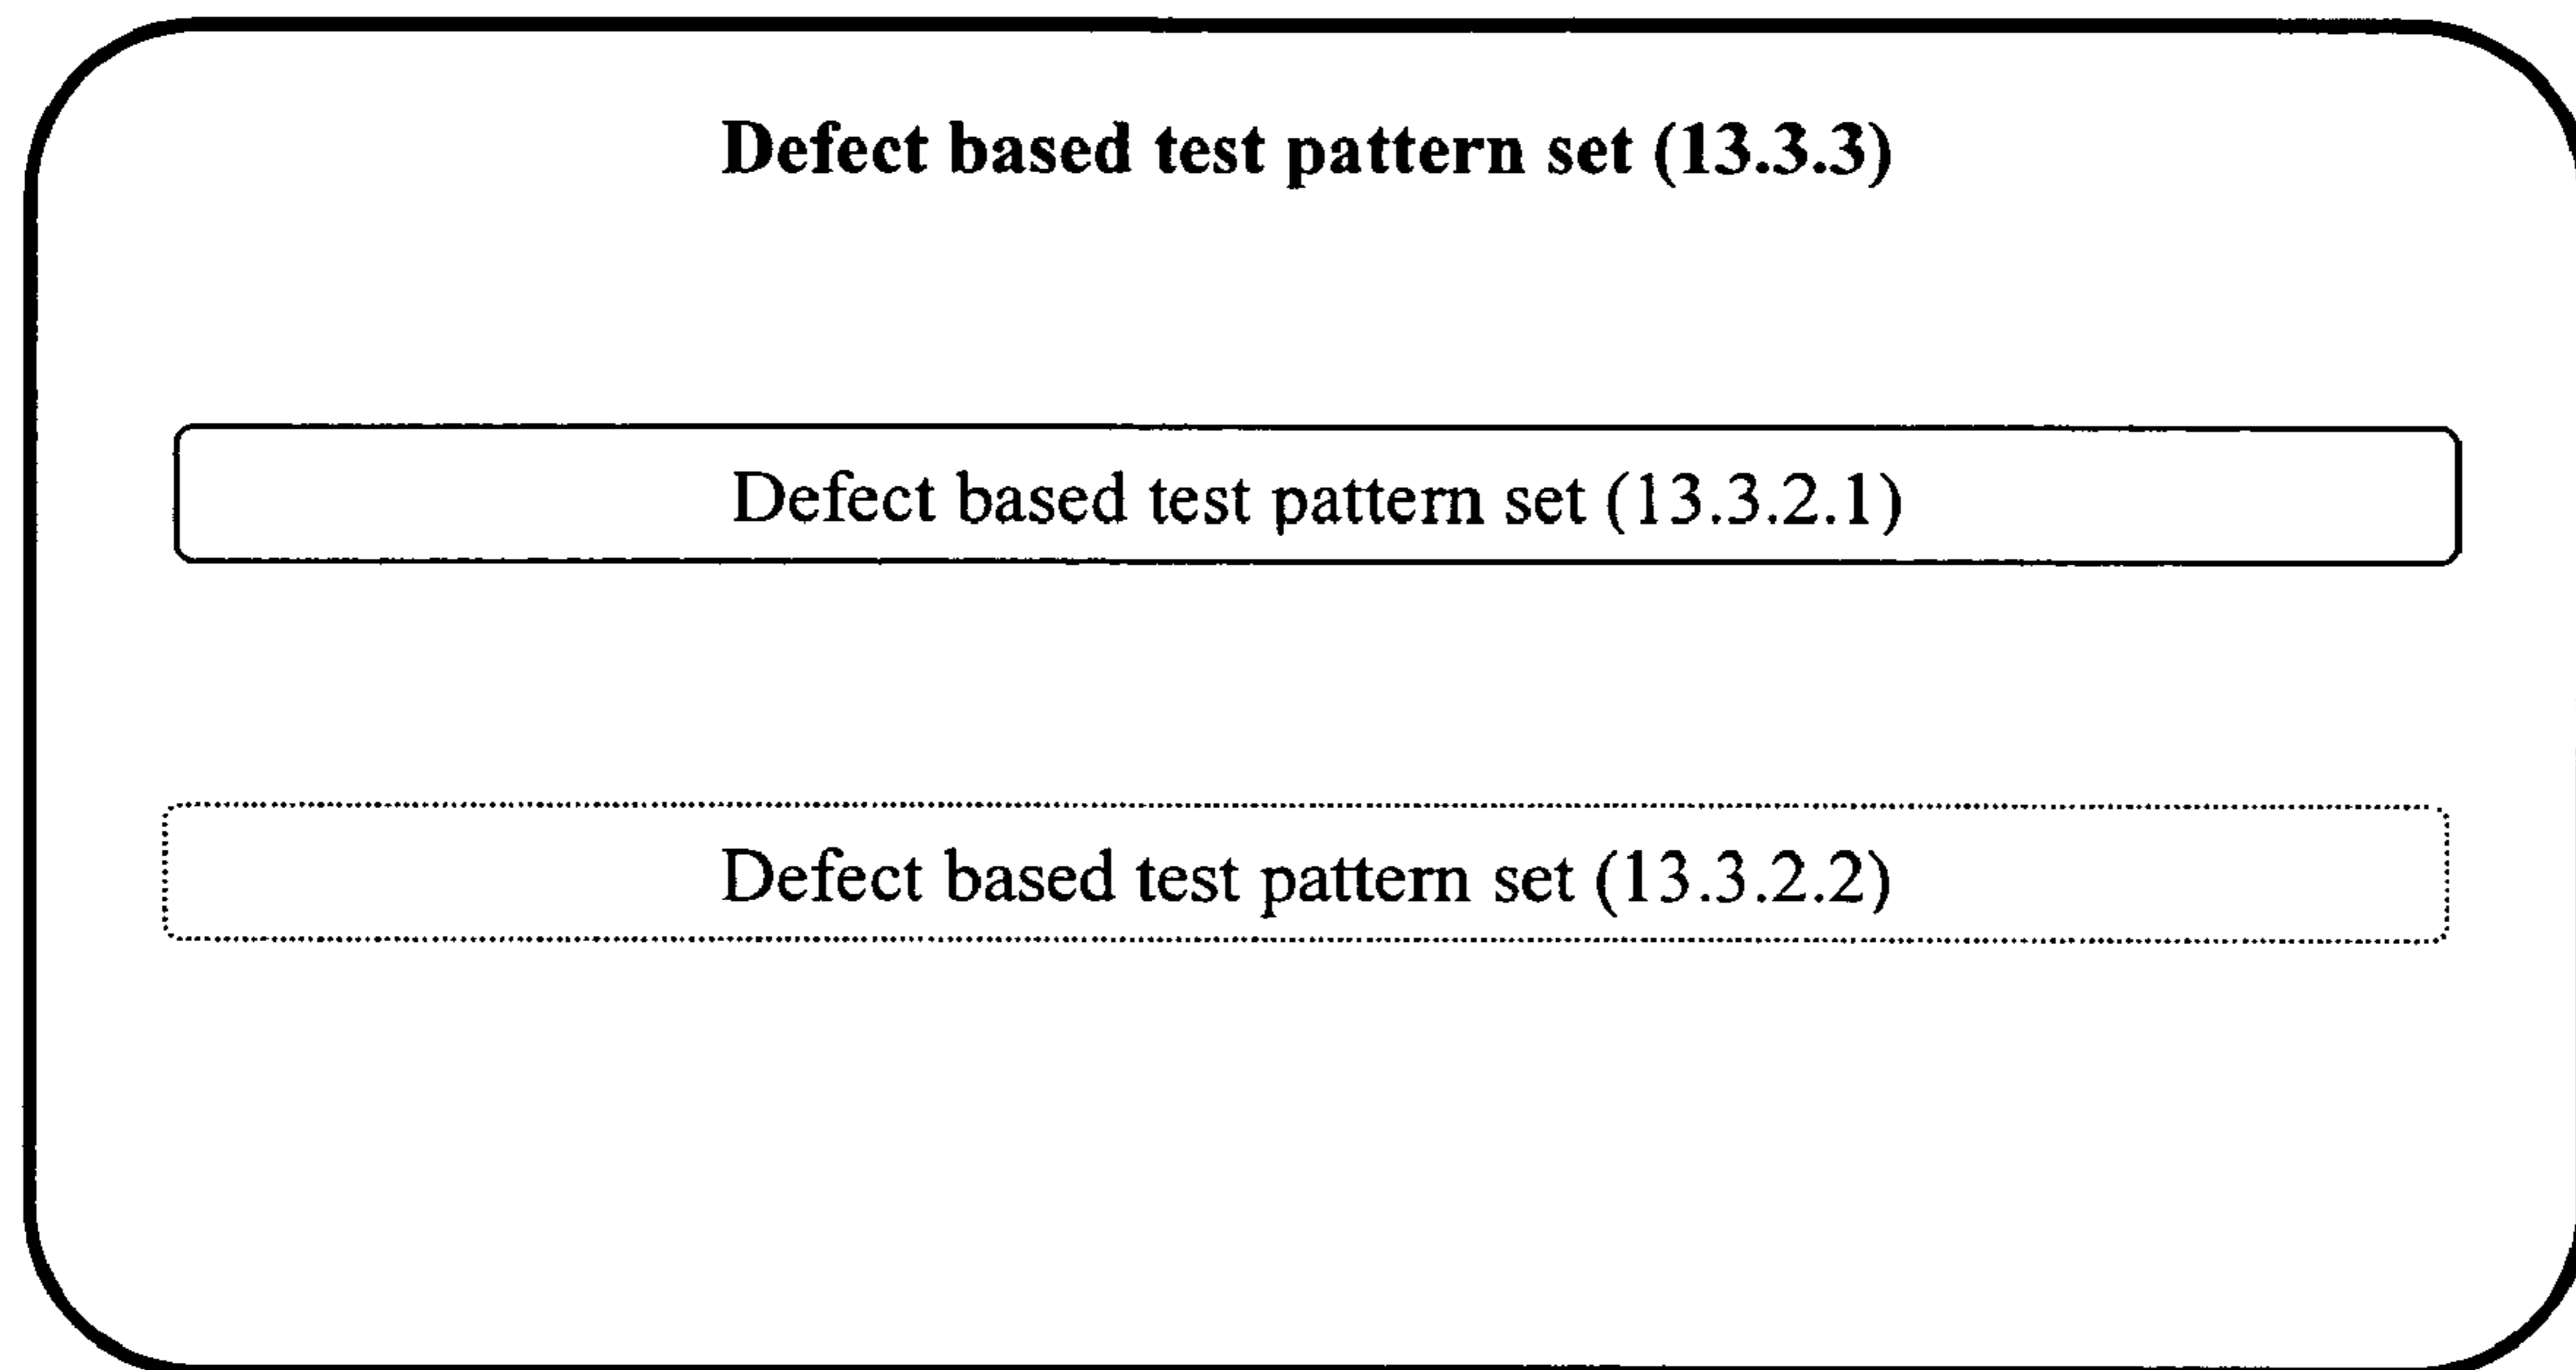 Defect based test pattern set (13.3.3)
Defect based test pattern set (13.3.2.1)
Defect based test pattern set (13.3.2.2)